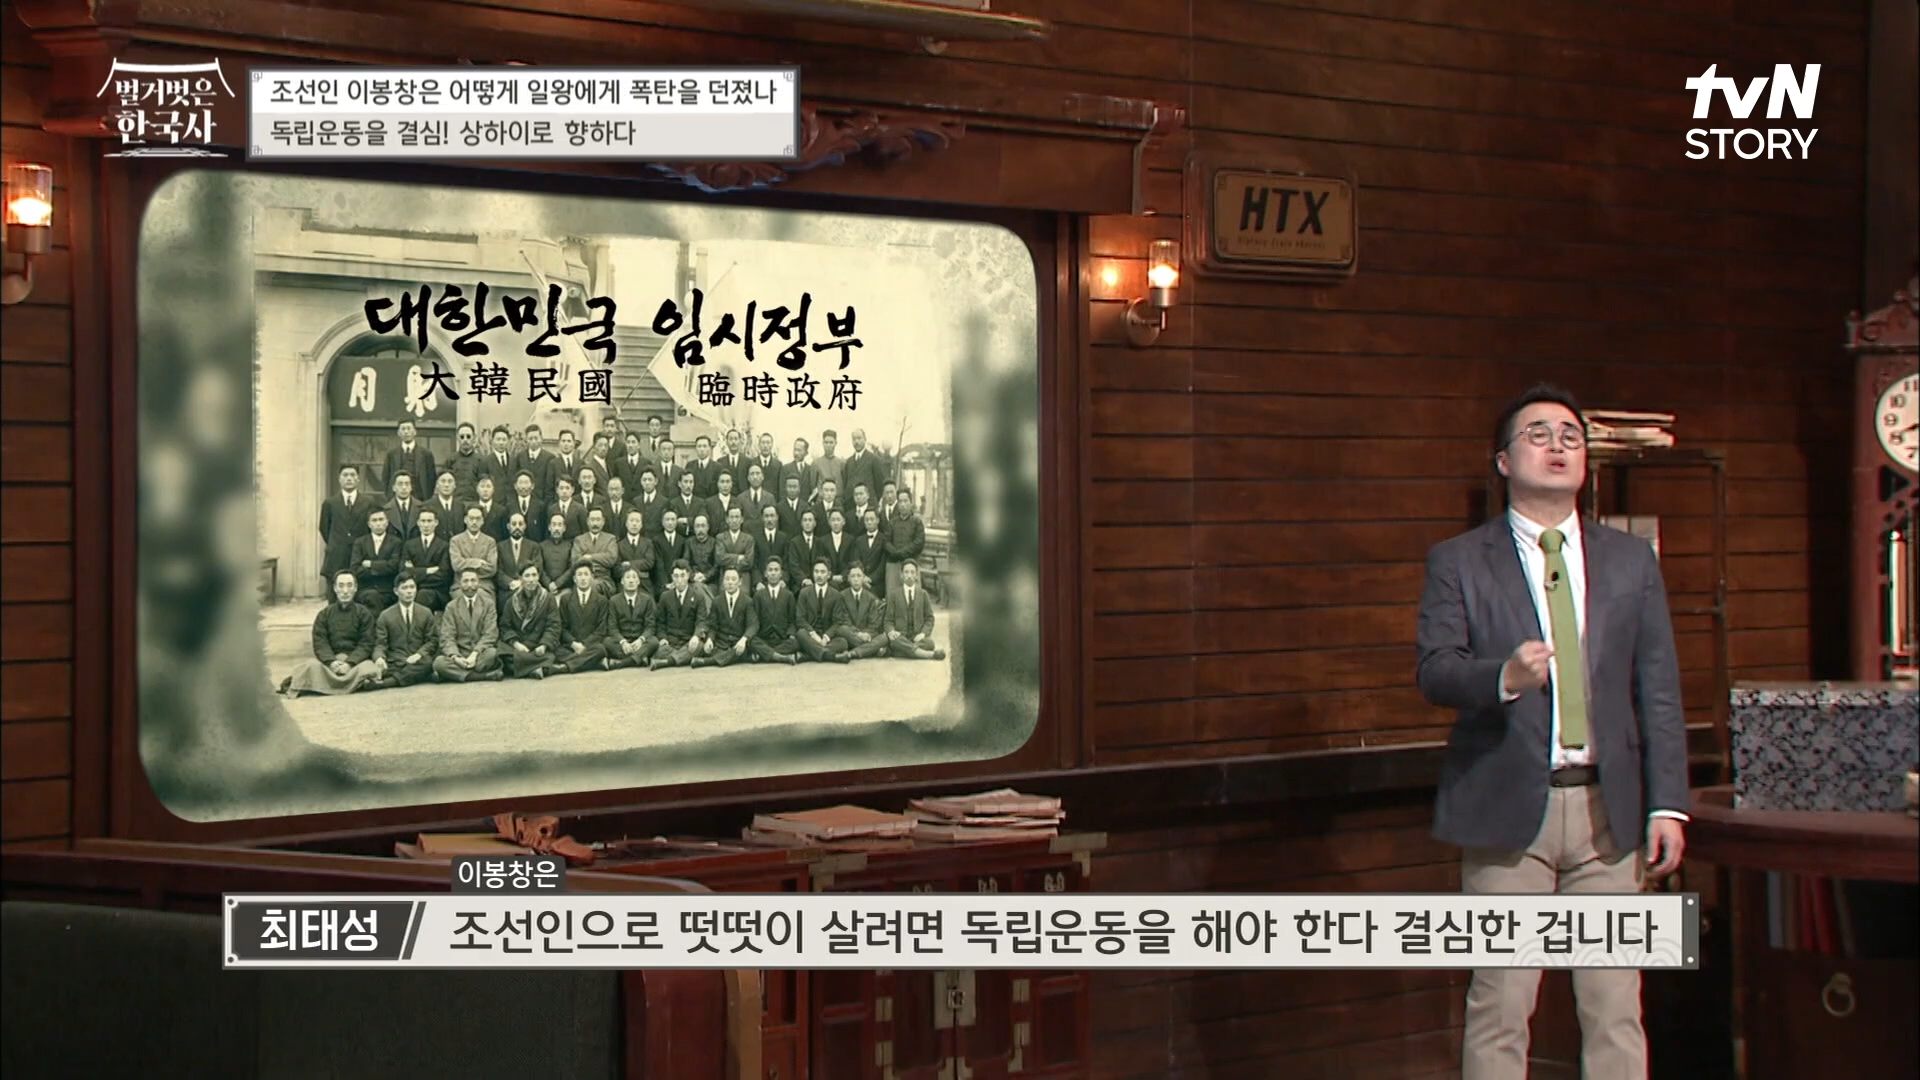 벌거벗은
한국사
조선인 이봉창은 어떻게 일왕에게 폭탄을 던졌나
독립운동을 결심! 상하이로 향하다
tvN
STORY
HTX
대한민국 임시정부
大韓民國 臨時政府
이봉창은
최태성 조선인으로 떳떳이 살려면 독립운동을 해야 한다 결심한 겁니다